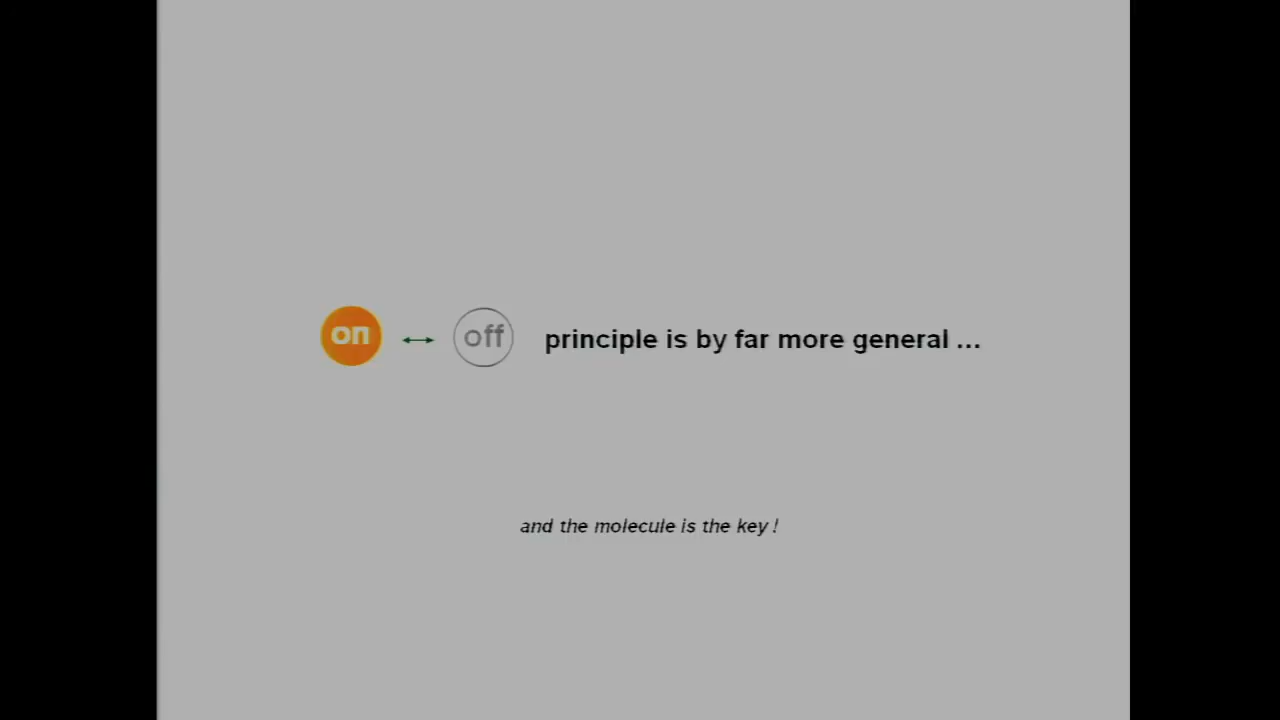 on ↔ off principle is by far more general ...
and the molecule is the key !